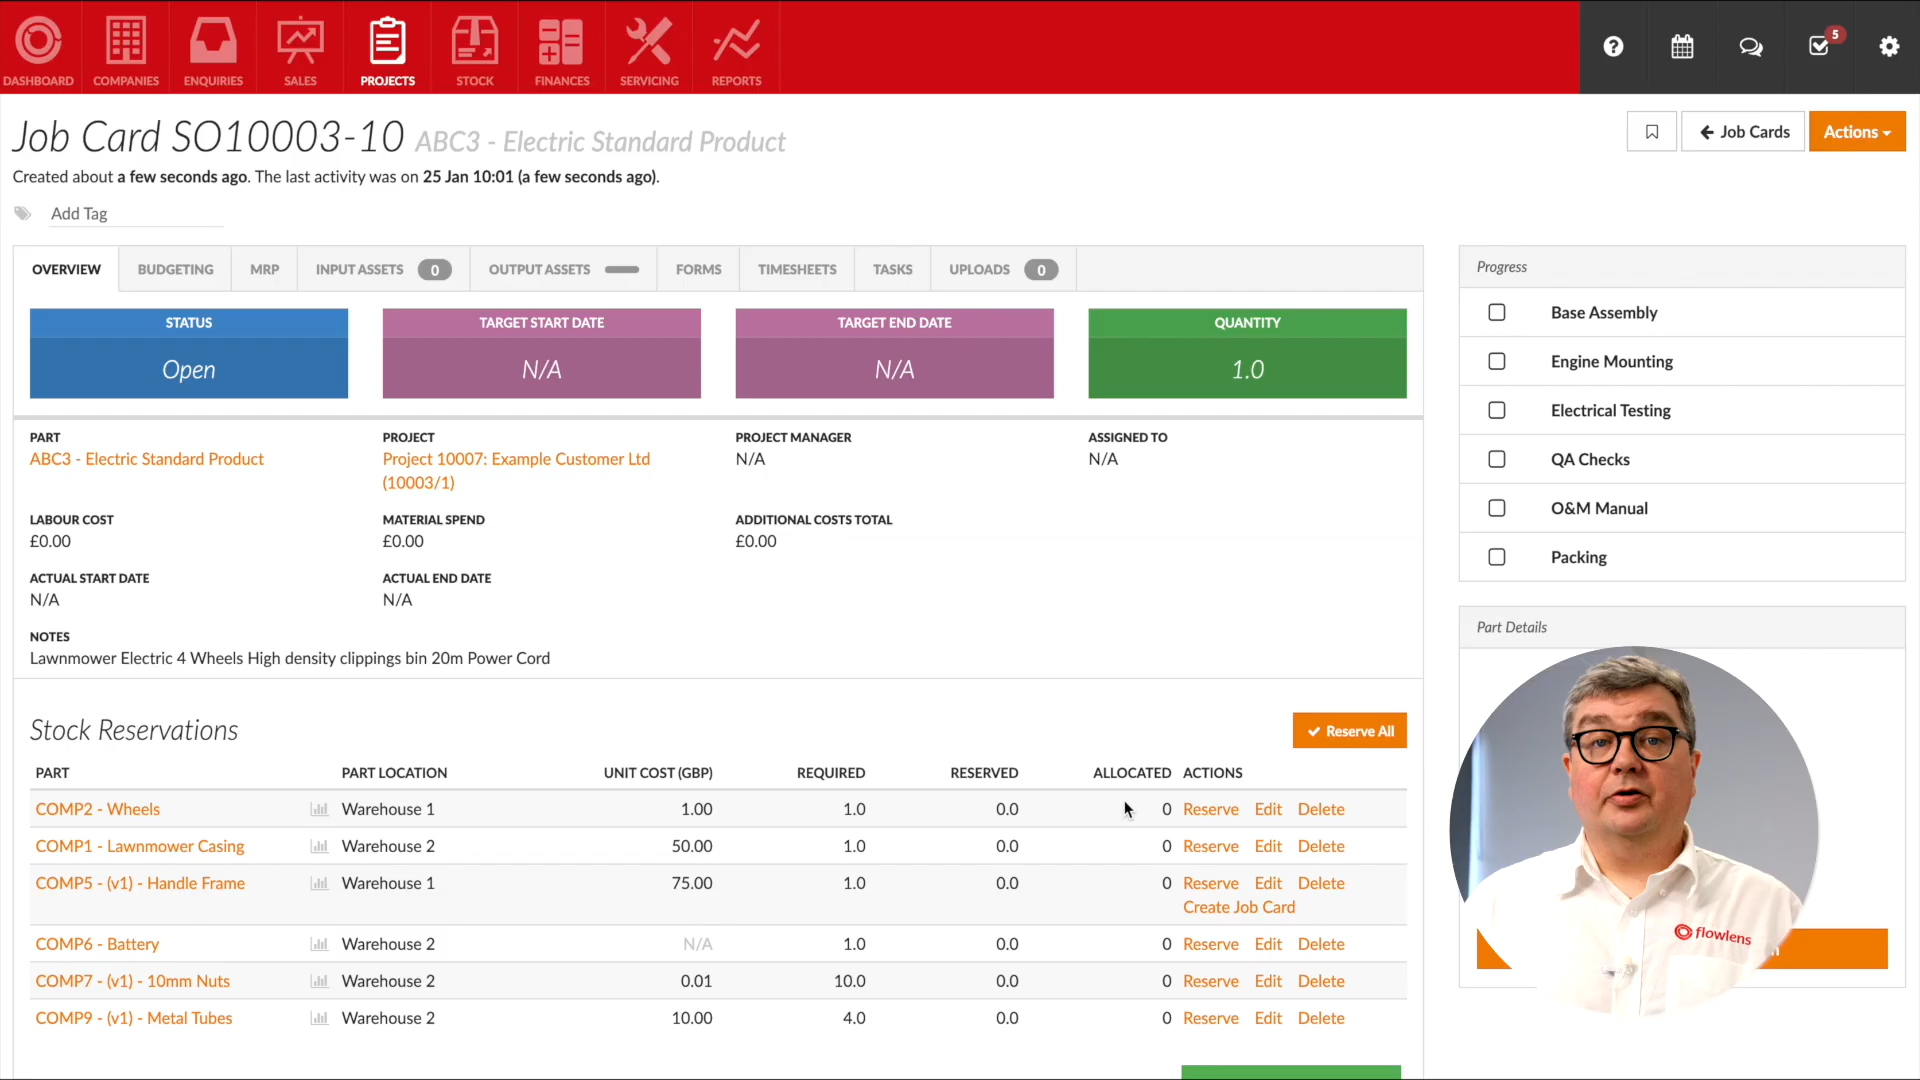 DASHBOARD COMPANIES ENQUIRIES SALES PROJECTS STOCK FINANCES SERVICING REPORTS 5
Job Card SO10003-10 ABC3 - Electric Standard Product
Job Cards
Actions
Created about a few seconds ago. The last activity was on 25 Jan 10:01 (a few seconds ago).
Add Tag
OVERVIEW BUDGETING MRP INPUT ASSETS 0 OUTPUT ASSETS FORMS TIMESHEETS TASKS UPLOADS 0
STATUS TARGET START DATE TARGET END DATE QUANTITY
Open N/A N/A 1.0
PART PROJECT PROJECT MANAGER ASSIGNED TO
ABC3 - Electric Standard Product Project 10007: Example Customer Ltd N/A N/A
(10003/1)
LABOUR COST MATERIAL SPEND ADDITIONAL COSTS TOTAL
£0.00 £0.00 £0.00
ACTUAL START DATE ACTUAL END DATE
N/A N/A
NOTES
Lawnmower Electric 4 Wheels High density clippings bin 20m Power Cord
Stock Reservations
Reserve All
PART PART LOCATION UNIT COST (GBP) REQUIRED RESERVED ALLOCATED ACTIONS
COMP2 - Wheels Warehouse 1 1.00 1.0 0.0 0 Reserve Edit Delete
COMP1 - Lawnmower Casing Warehouse 2 50.00 1.0 0.0 0 Reserve Edit Delete
COMP5 - (v1) - Handle Frame Warehouse 1 75.00 1.0 0.0 0 Reserve Edit Delete
Create Job Card
COMP6 - Battery Warehouse 2 N/A 1.0 0.0 0 Reserve Edit Delete
COMP7 - (v1) - 10mm Nuts Warehouse 2 0.01 10.0 0.0 0 Reserve Edit Delete
COMP9 - (v1) - Metal Tubes Warehouse 2 10.00 4.0 0.0 0 Reserve Edit Delete
Progress
Base Assembly
Engine Mounting
Electrical Testing
QA Checks
O&M Manual
Packing
Part Details
flowlens